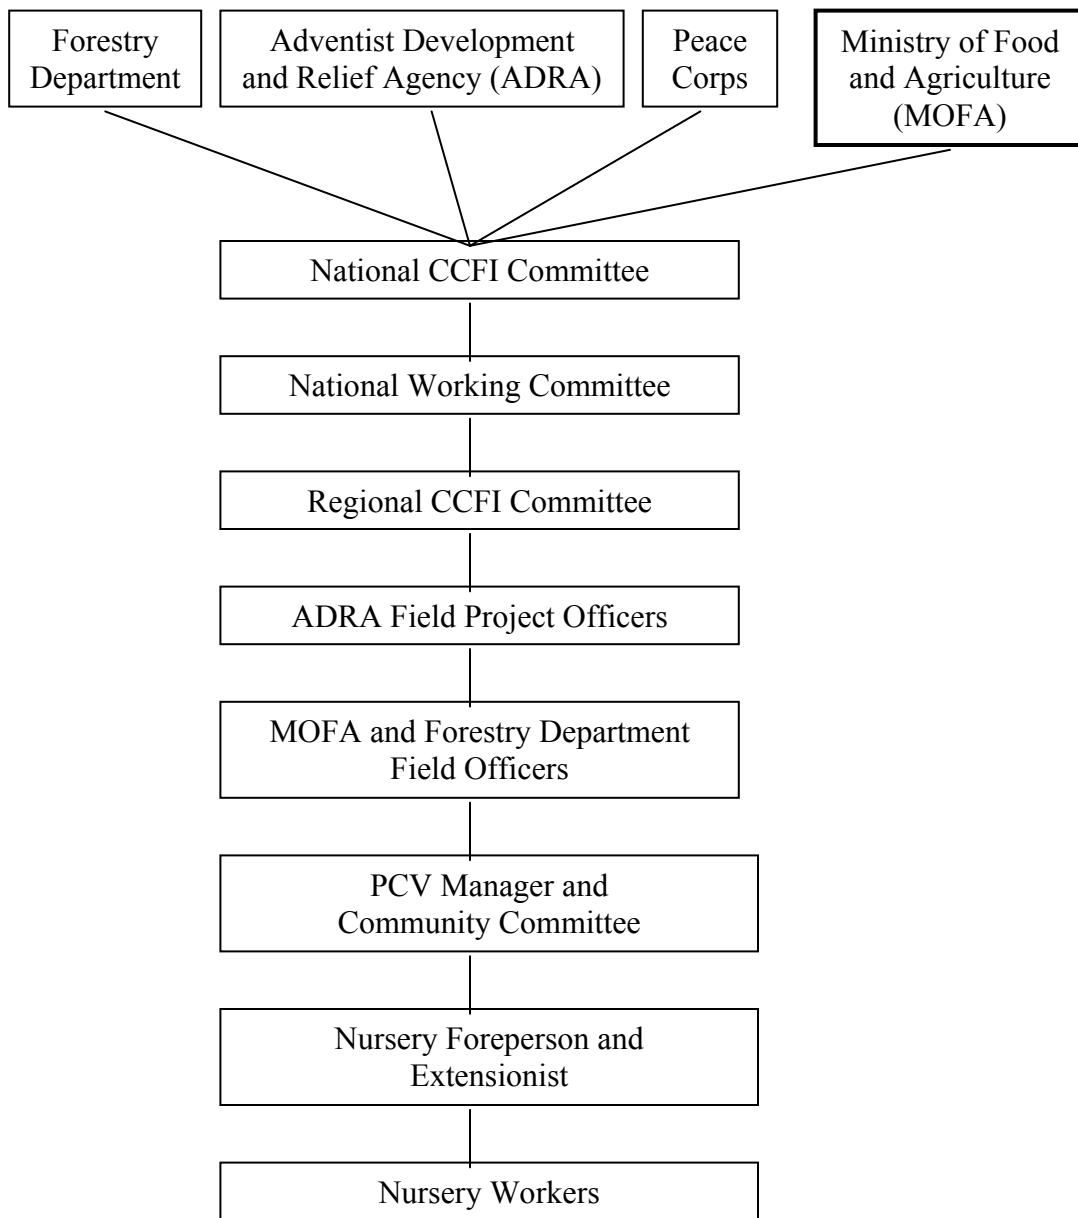 Forestry
Department
Adventist Development
and Relief Agency (ADRA)
Peace
Corps
Ministry of Food
and Agriculture
(MOFA)
National CCFI Committee
National Working Committee
Regional CCFI Committee
ADRA Field Project Officers
MOFA and Forestry Department
Field Officers
PCV Manager and
Community Committee
Nursery Foreperson and
Extensionist
Nursery Workers